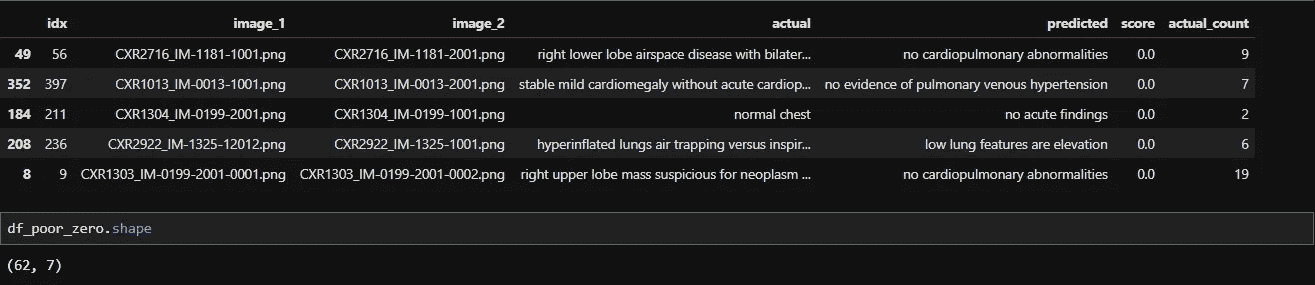 idx image_1 image_2 actual predicted score actual_count
49 56 CXR2716_IM-1181-1001.png CXR2716_IM-1181-2001.png right lower lobe airspace disease with bilater... no cardiopulmonary abnormalities 0.0 9
352 397 CXR1013_IM-0013-1001.png CXR1013_IM-0013-2001.png stable mild cardiomegaly without acute cardiop... no evidence of pulmonary venous hypertension 0.0 7
184 211 CXR1304_IM-0199-2001.png CXR1304_IM-0199-1001.png normal chest no acute findings 0.0 2
208 236 CXR2922_IM-1325-12012.png CXR2922_IM-1325-1001.png hyperinflated lungs air trapping versus inspir... low lung features are elevation 0.0 6
8 9 CXR1303_IM-0199-2001-0001.png CXR1303_IM-0199-2001-0002.png right upper lobe mass suspicious for neoplasm ... no cardiopulmonary abnormalities 0.0 19
df_poor_zero.shape
(62, 7)